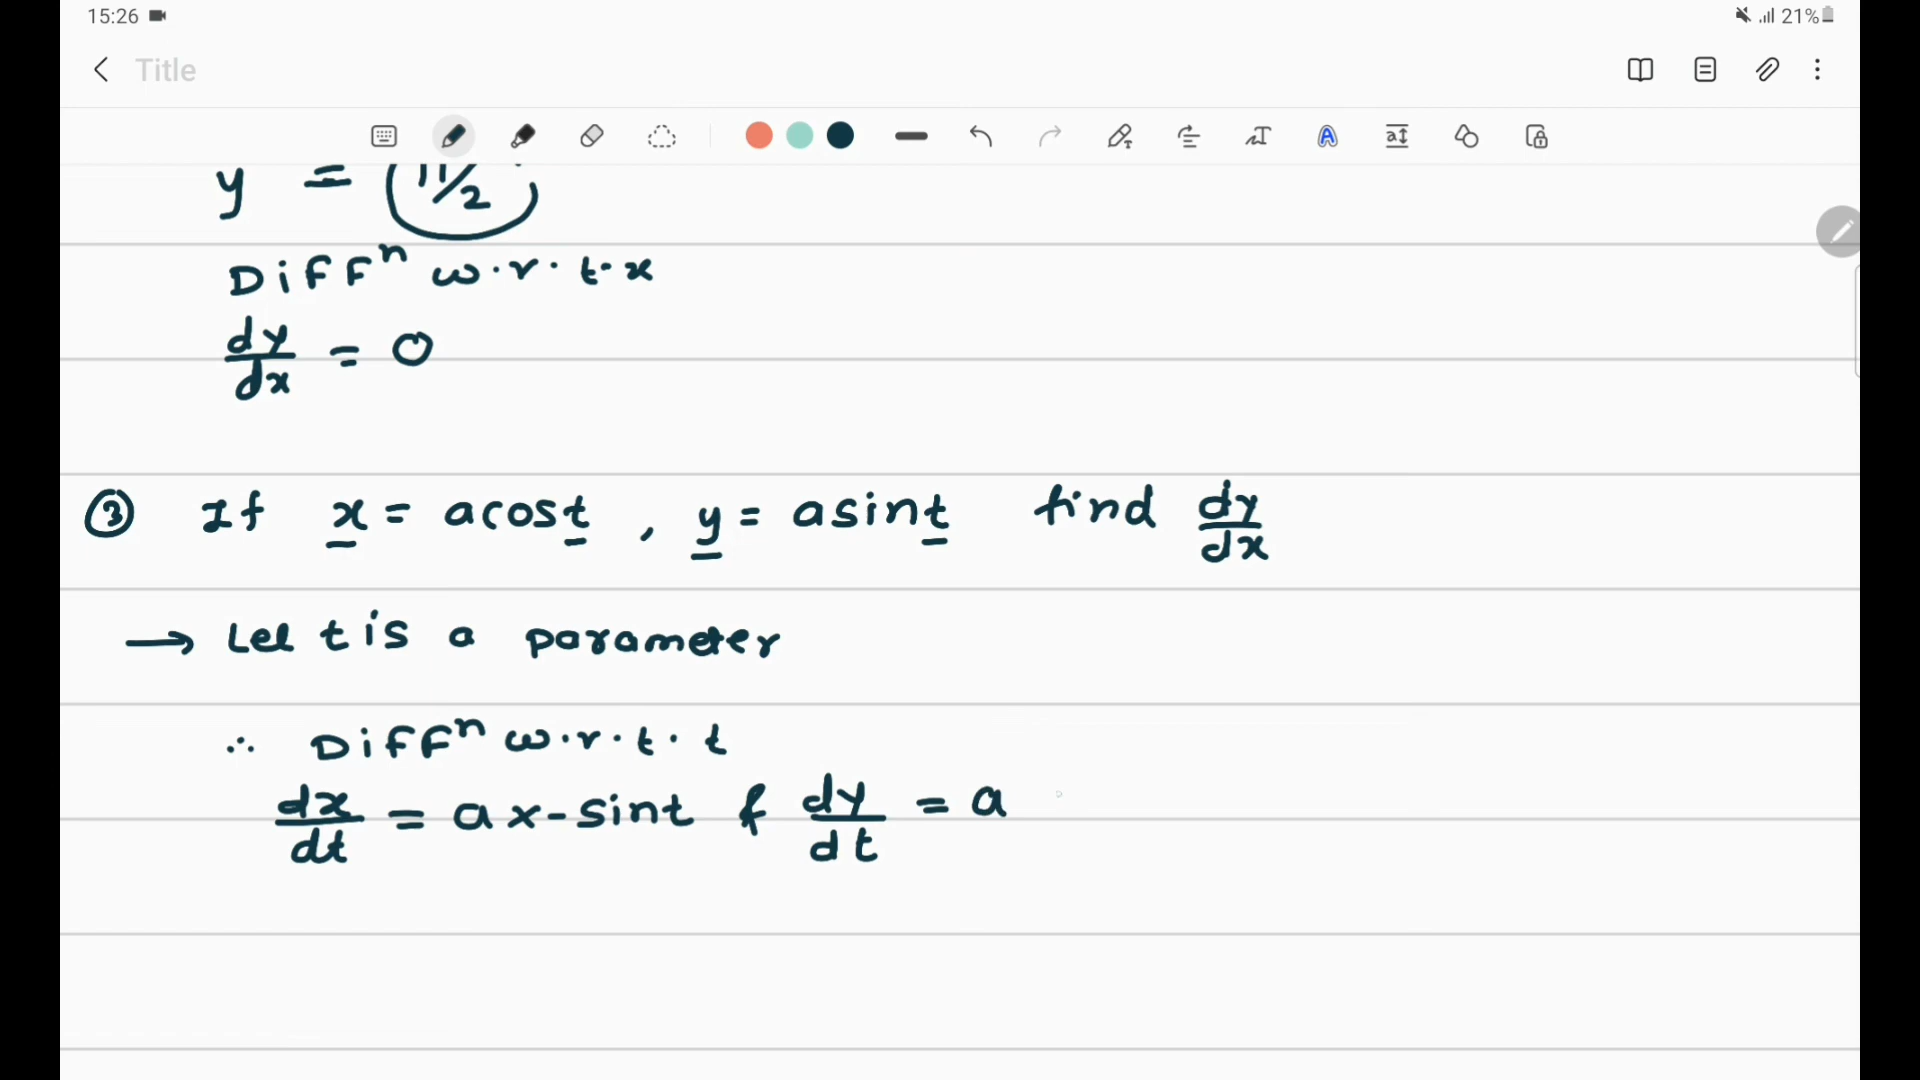 15:26 21%
Title
y = (π/2)
Diffⁿ w.r.t.x
dy/dx = 0
③ If x = acost , y = asint find dy/dx
→ Let t is a parameter
∴ Diffⁿ w.r.t. t
dx/dt = a x - sint & dy/dt = a